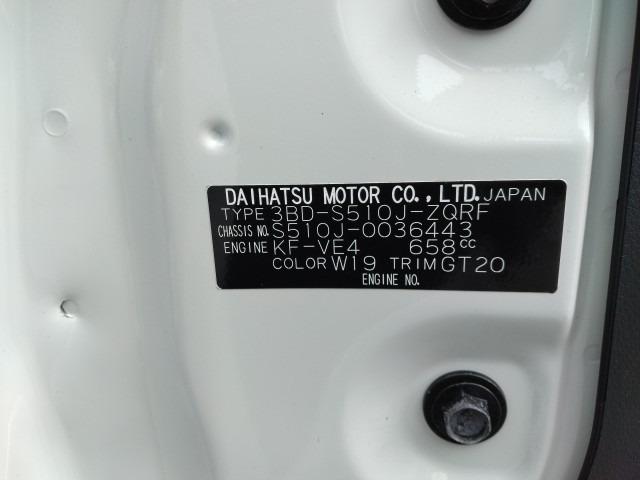 DAIHATSU MOTOR CO., LTD. JAPAN
TYPE 3BD-S510J-ZQRF
CHASSIS NO. S510J-0036443
ENGINE KF-VE4 658cc
COLOR W19 TRIM GT20
ENGINE NO.